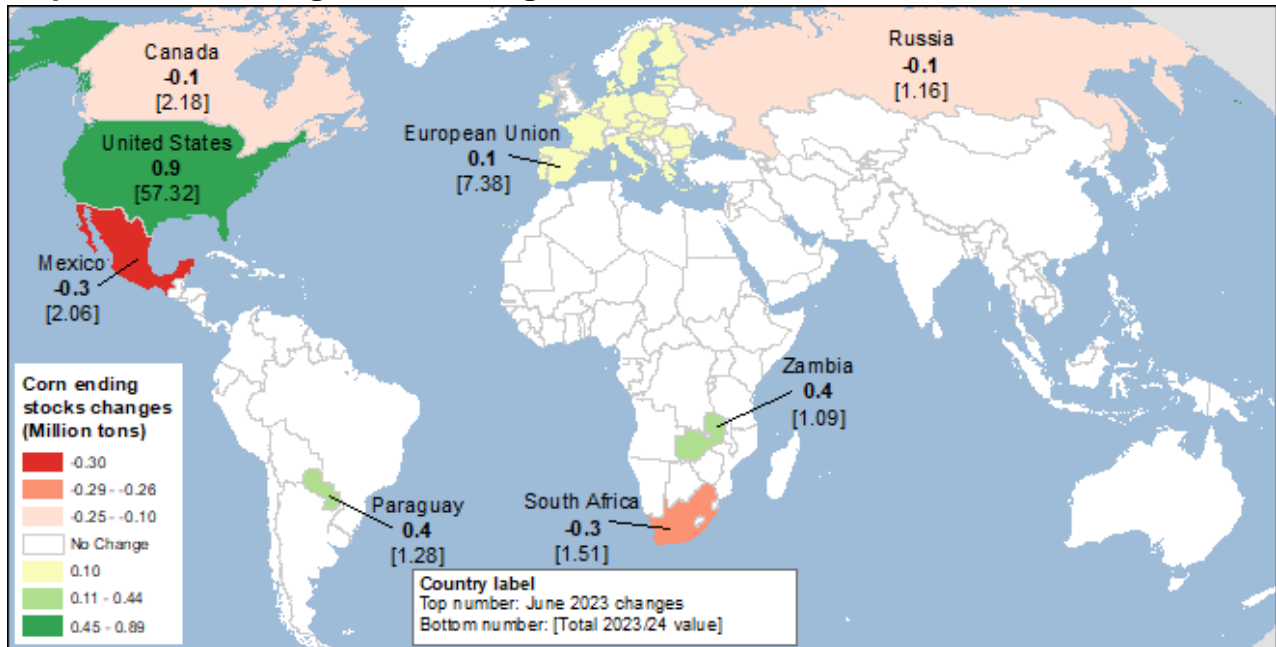 Canada
-0.1
[2.18]
Russia
-0.1
[1.16]
United States
0.9
[57.32]
European Union
0.1
[7.38]
Mexico
-0.3
[2.06]
Zambia
0.4
[1.09]
Paraguay
0.4
[1.28]
South Africa
-0.3
[1.51]
Corn ending
stocks changes
(Million tons)
-0.30
-0.29 - -0.26
-0.25 - -0.10
No Change
0.10
0.11 - 0.44
0.45 - 0.89
Country label
Top number: June 2023 changes
Bottom number: [Total 2023/24 value]